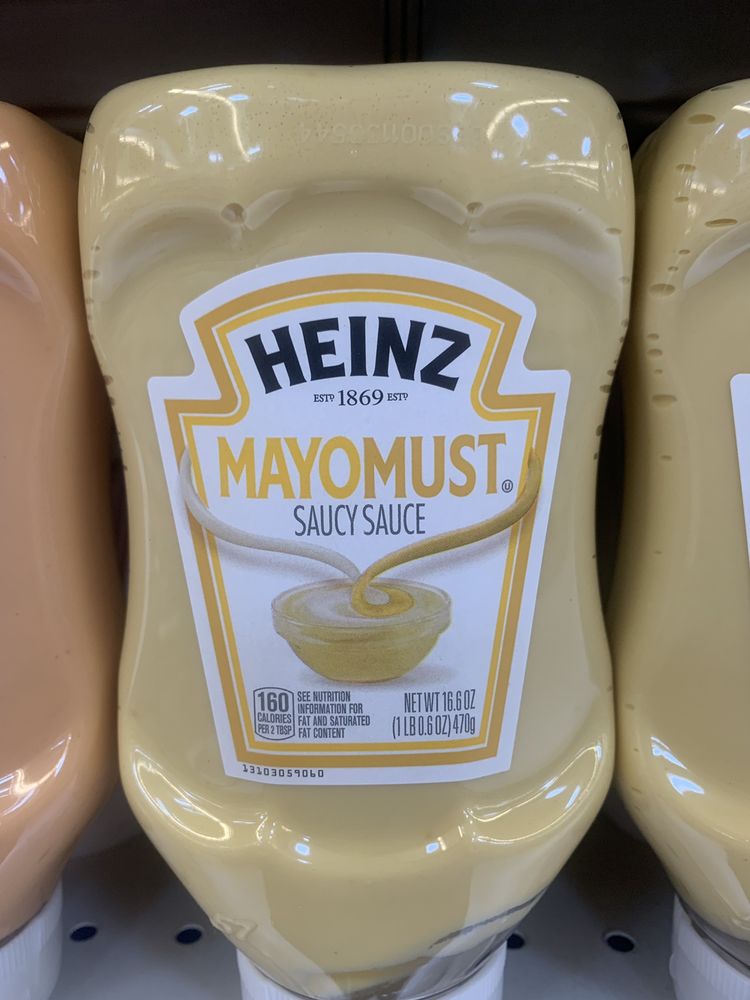 HEINZ
ESTD 1869 ESTD
MAYOMUST
SAUCY SAUCE
160
CALORIES
PER 2 TBSP
SEE NUTRITION
INFORMATION FOR
FAT AND SATURATED
FAT CONTENT
NET WT 16.6 OZ
(1 LB 0.6 OZ) 470g
13103059060